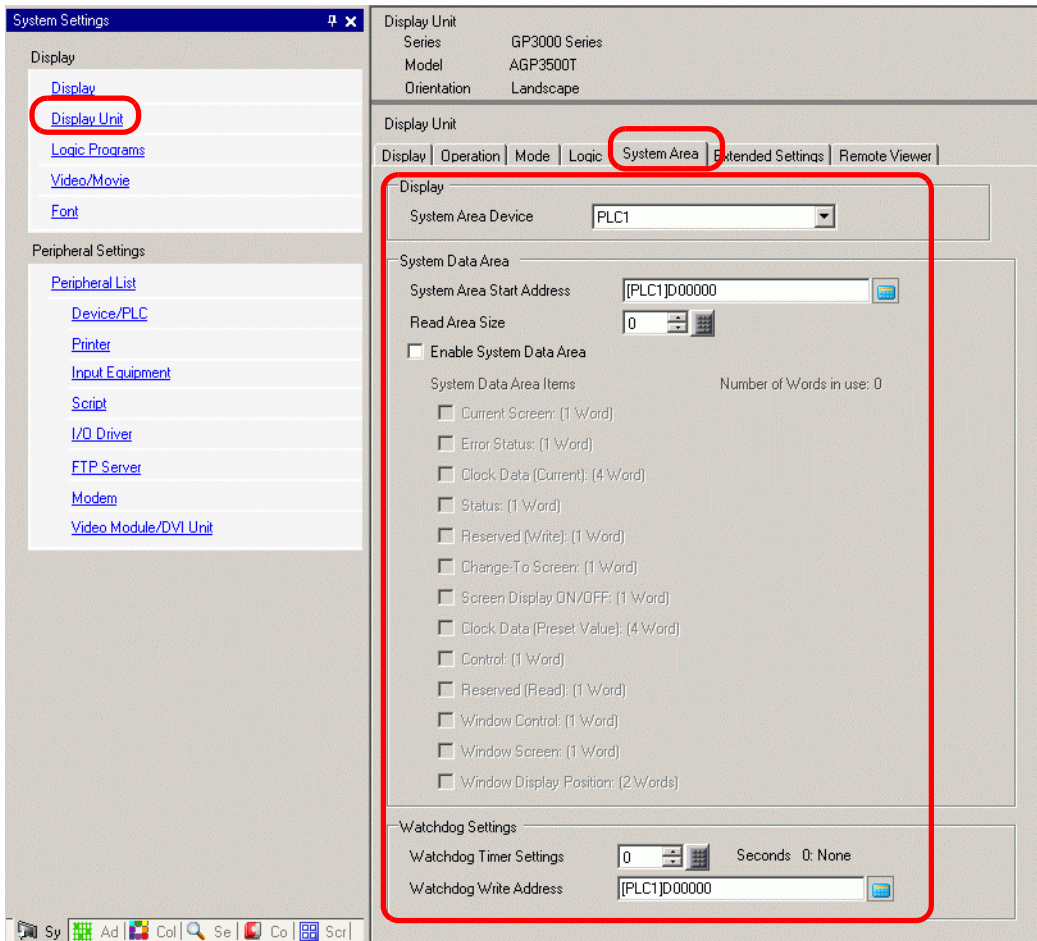 System Settings
Display
Display
Display Unit
Logic Programs
Video/Movie
Font
Peripheral Settings
Peripheral List
Device/PLC
Printer
Input Equipment
Script
I/O Driver
FTP Server
Modem
Video Module/DVI Unit
Sy Ad Col Se Co Scr
Display Unit
Series GP3000 Series
Model AGP3500T
Orientation Landscape
Display Unit
Display Operation Mode Logic System Area Extended Settings Remote Viewer
Display
System Area Device PLC1
System Data Area
System Area Start Address [PLC1]D00000
Read Area Size 0
Enable System Data Area
System Data Area Items Number of Words in use: 0
Current Screen: (1 Word)
Error Status: (1 Word)
Clock Data (Current): (4 Word)
Status: (1 Word)
Reserved (Write): (1 Word)
Change-To Screen: (1 Word)
Screen Display ON/OFF: (1 Word)
Clock Data (Preset Value): (4 Word)
Control: (1 Word)
Reserved (Read): (1 Word)
Window Control: (1 Word)
Window Screen: (1 Word)
Window Display Position: (2 Words)
Watchdog Settings
Watchdog Timer Settings 0 Seconds 0: None
Watchdog Write Address [PLC1]D00000